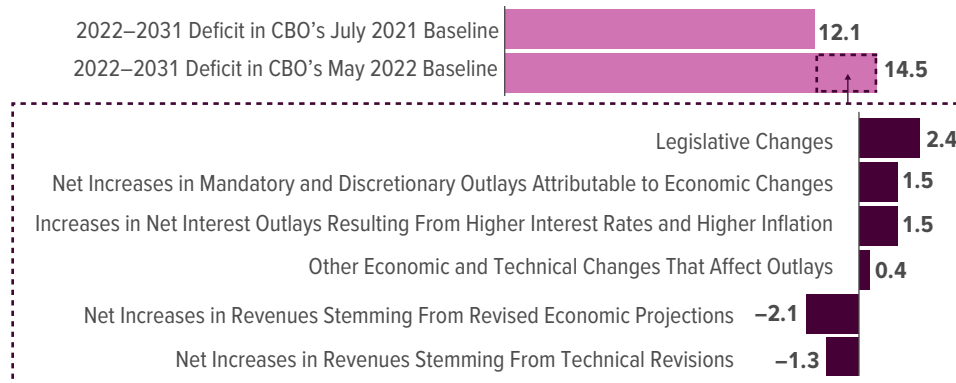 2022–2031 Deficit in CBO’s July 2021 Baseline 12.1
2022–2031 Deficit in CBO’s May 2022 Baseline 14.5
Legislative Changes 2.4
Net Increases in Mandatory and Discretionary Outlays Attributable to Economic Changes 1.5
Increases in Net Interest Outlays Resulting From Higher Interest Rates and Higher Inflation 1.5
Other Economic and Technical Changes That Affect Outlays 0.4
Net Increases in Revenues Stemming From Revised Economic Projections –2.1
Net Increases in Revenues Stemming From Technical Revisions –1.3